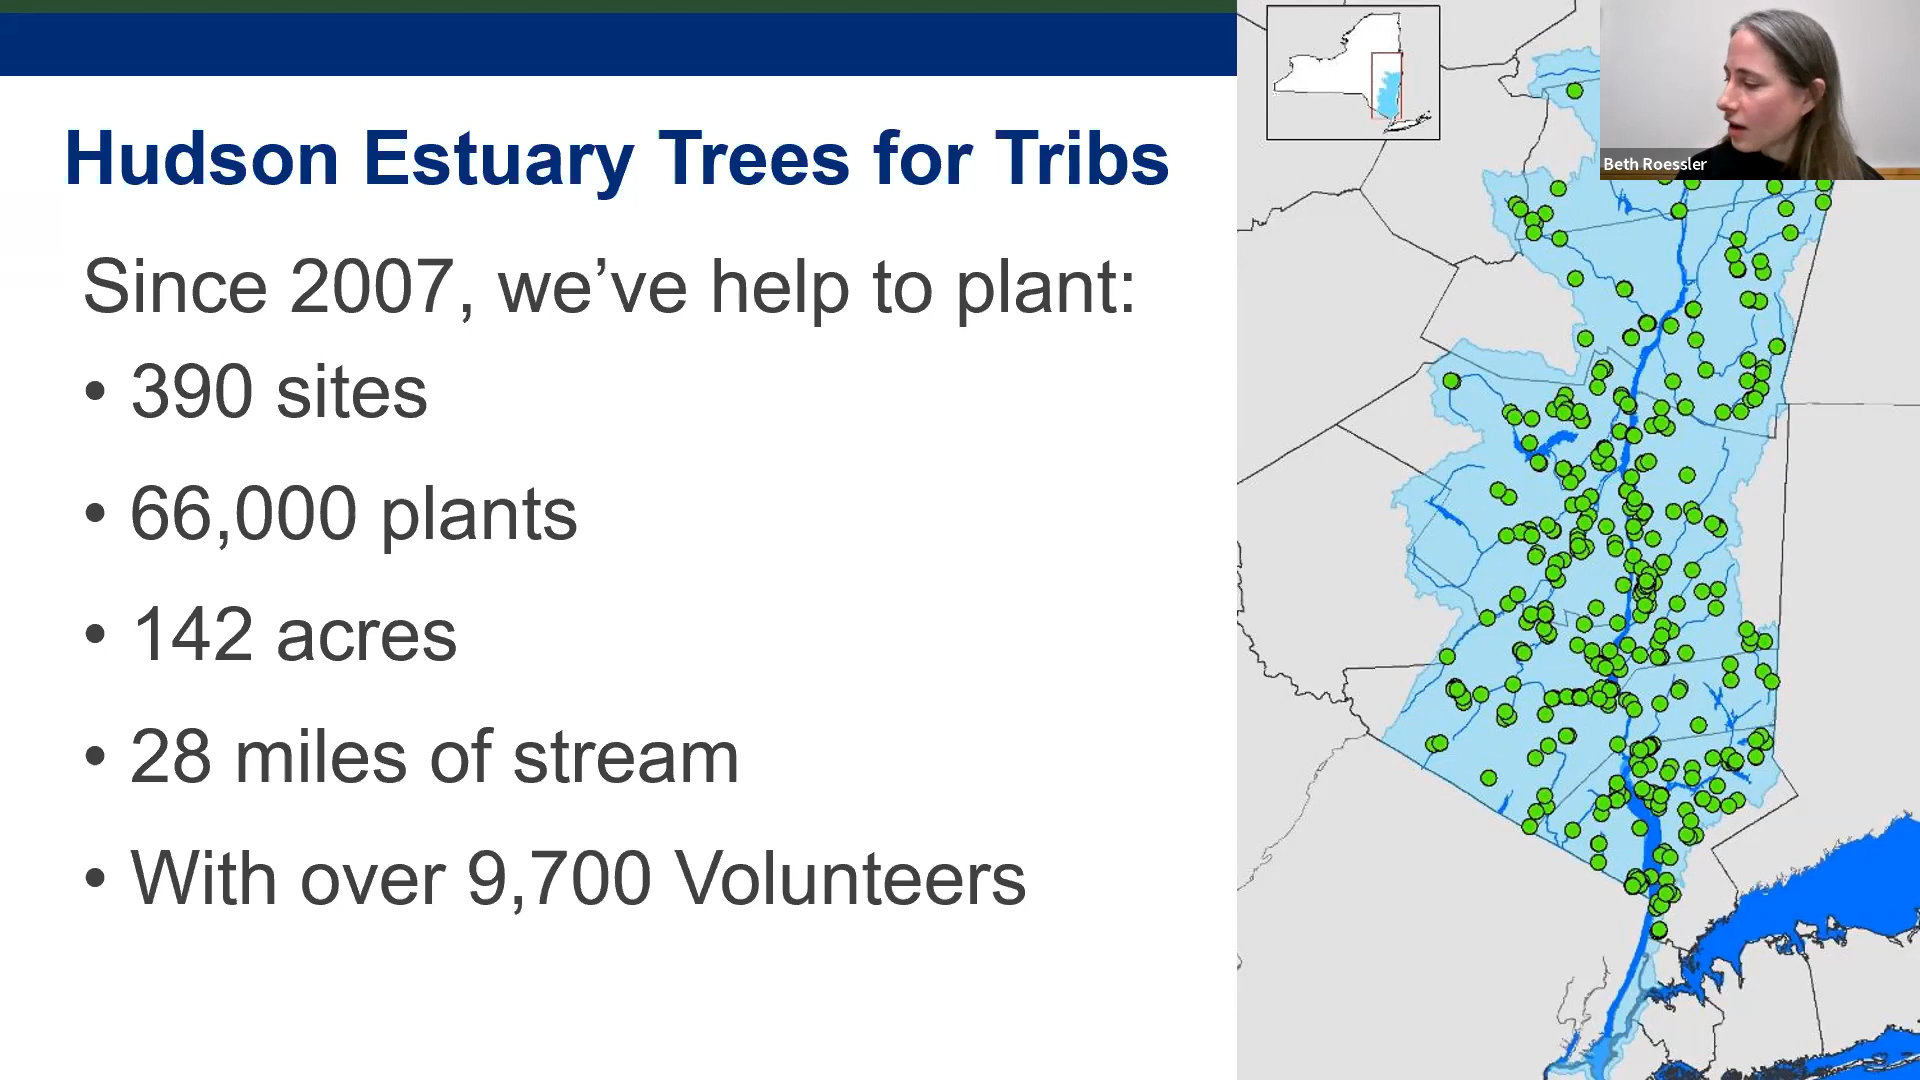 Hudson Estuary Trees for Tribs
Since 2007, we’ve help to plant:
• 390 sites
• 66,000 plants
• 142 acres
• 28 miles of stream
• With over 9,700 Volunteers
Beth Roessler